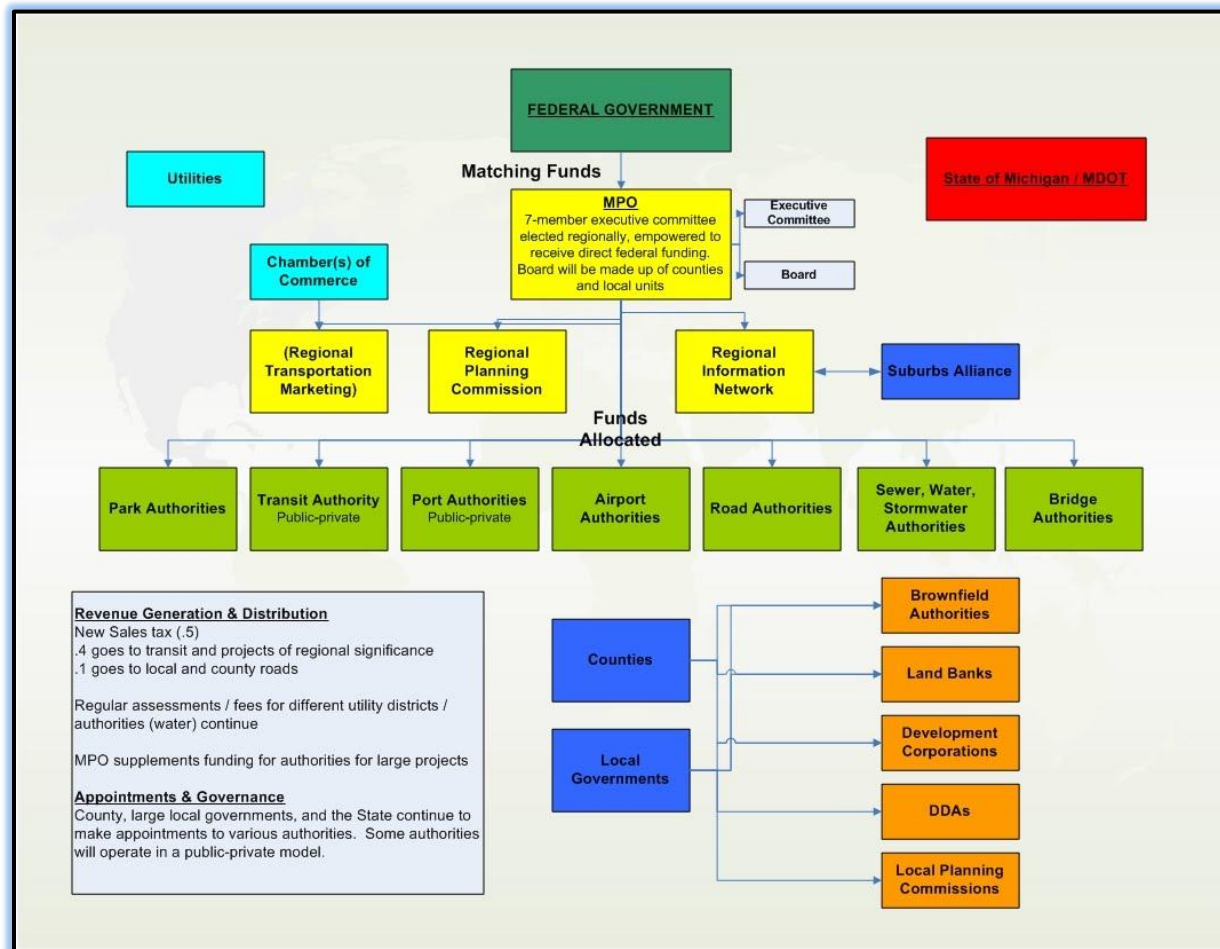 FEDERAL GOVERNMENT
Matching Funds
Utilities
State of Michigan / MDOT
MPO
7-member executive committee
elected regionally, empowered to
receive direct federal funding.
Board will be made up of counties
and local units
Executive
Committee
Board
Chamber(s) of
Commerce
(Regional
Transportation
Marketing)
Regional
Planning
Commission
Regional
Information
Network
Suburbs Alliance
Funds
Allocated
Park Authorities
Transit Authority
Public-private
Port Authorities
Public-private
Airport
Authorities
Road Authorities
Sewer, Water,
Stormwater
Authorities
Bridge
Authorities
Revenue Generation & Distribution
New Sales tax (.5)
.4 goes to transit and projects of regional significance
.1 goes to local and county roads
Regular assessments / fees for different utility districts /
authorities (water) continue
MPO supplements funding for authorities for large projects
Appointments & Governance
County, large local governments, and the State continue to
make appointments to various authorities.  Some authorities
will operate in a public-private model.
Counties
Local
Governments
Brownfield
Authorities
Land Banks
Development
Corporations
DDAs
Local Planning
Commissions